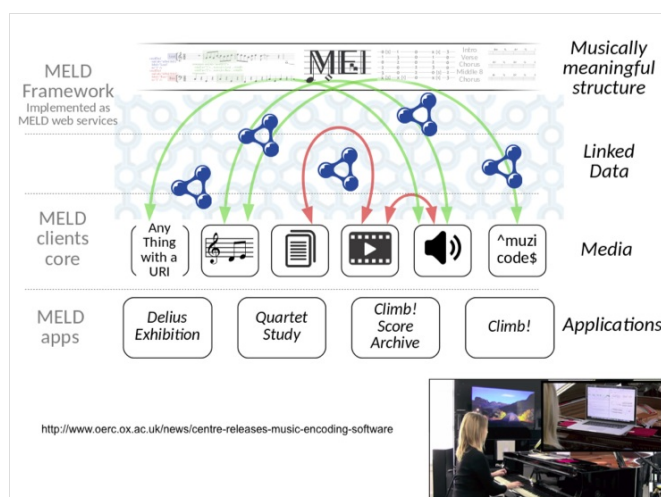 MELD
Framework
Implemented as
MELD web services
MEI
Intro
Verse
Chorus
Middle 8
Chorus
Musically
meaningful
structure
Linked
Data
MELD
clients
core
Any
Thing
with a
URI
^muzi
code$
Media
MELD
apps
Delius
Exhibition
Quartet
Study
Climb!
Score
Archive
Climb!
Applications
http://www.oerc.ox.ac.uk/news/centre-releases-music-encoding-software